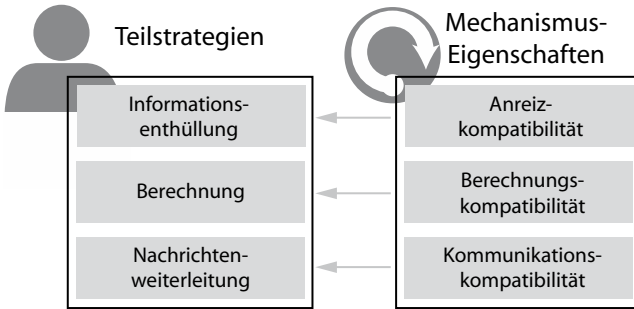 Teilstrategien
Informations-
enthüllung
Berechnung
Nachrichten-
weiterleitung
Mechanismus-
Eigenschaften
Anreiz-
kompatibilität
Berechnungs-
kompatibilität
Kommunikations-
kompatibilität